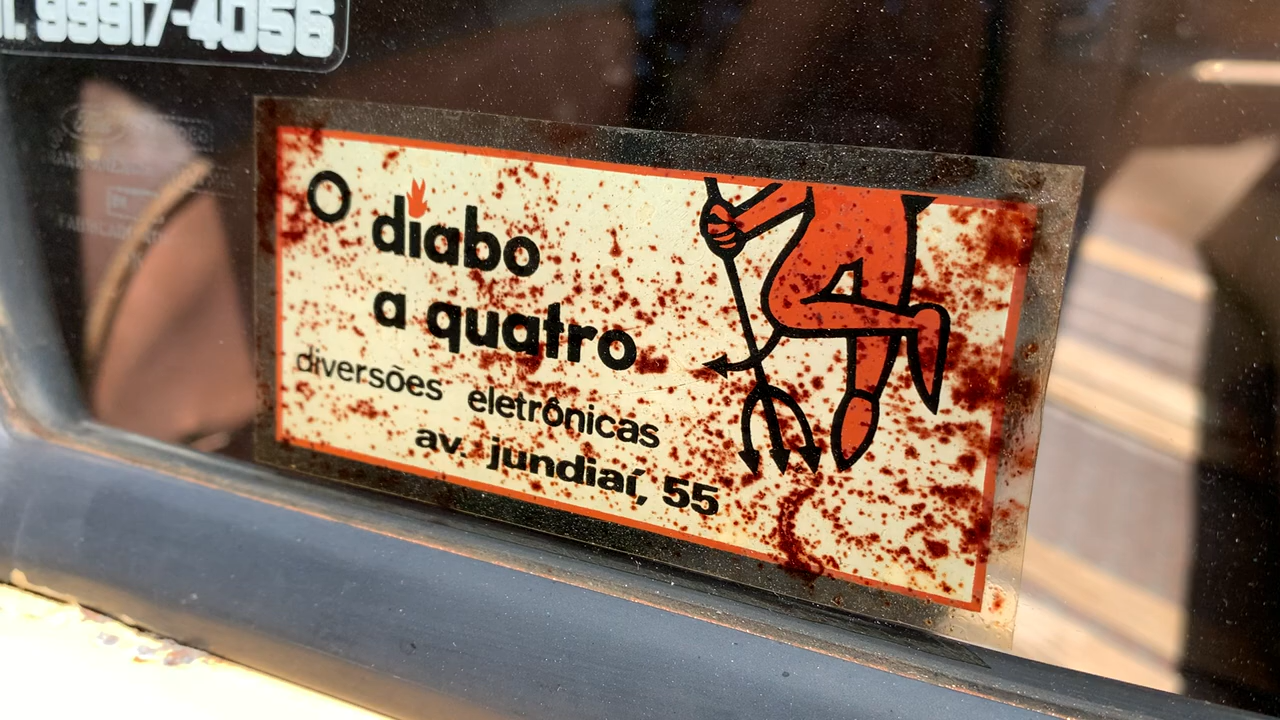 99917-4056
O diabo
a quatro
diversões eletrônicas
av. jundiaí, 55